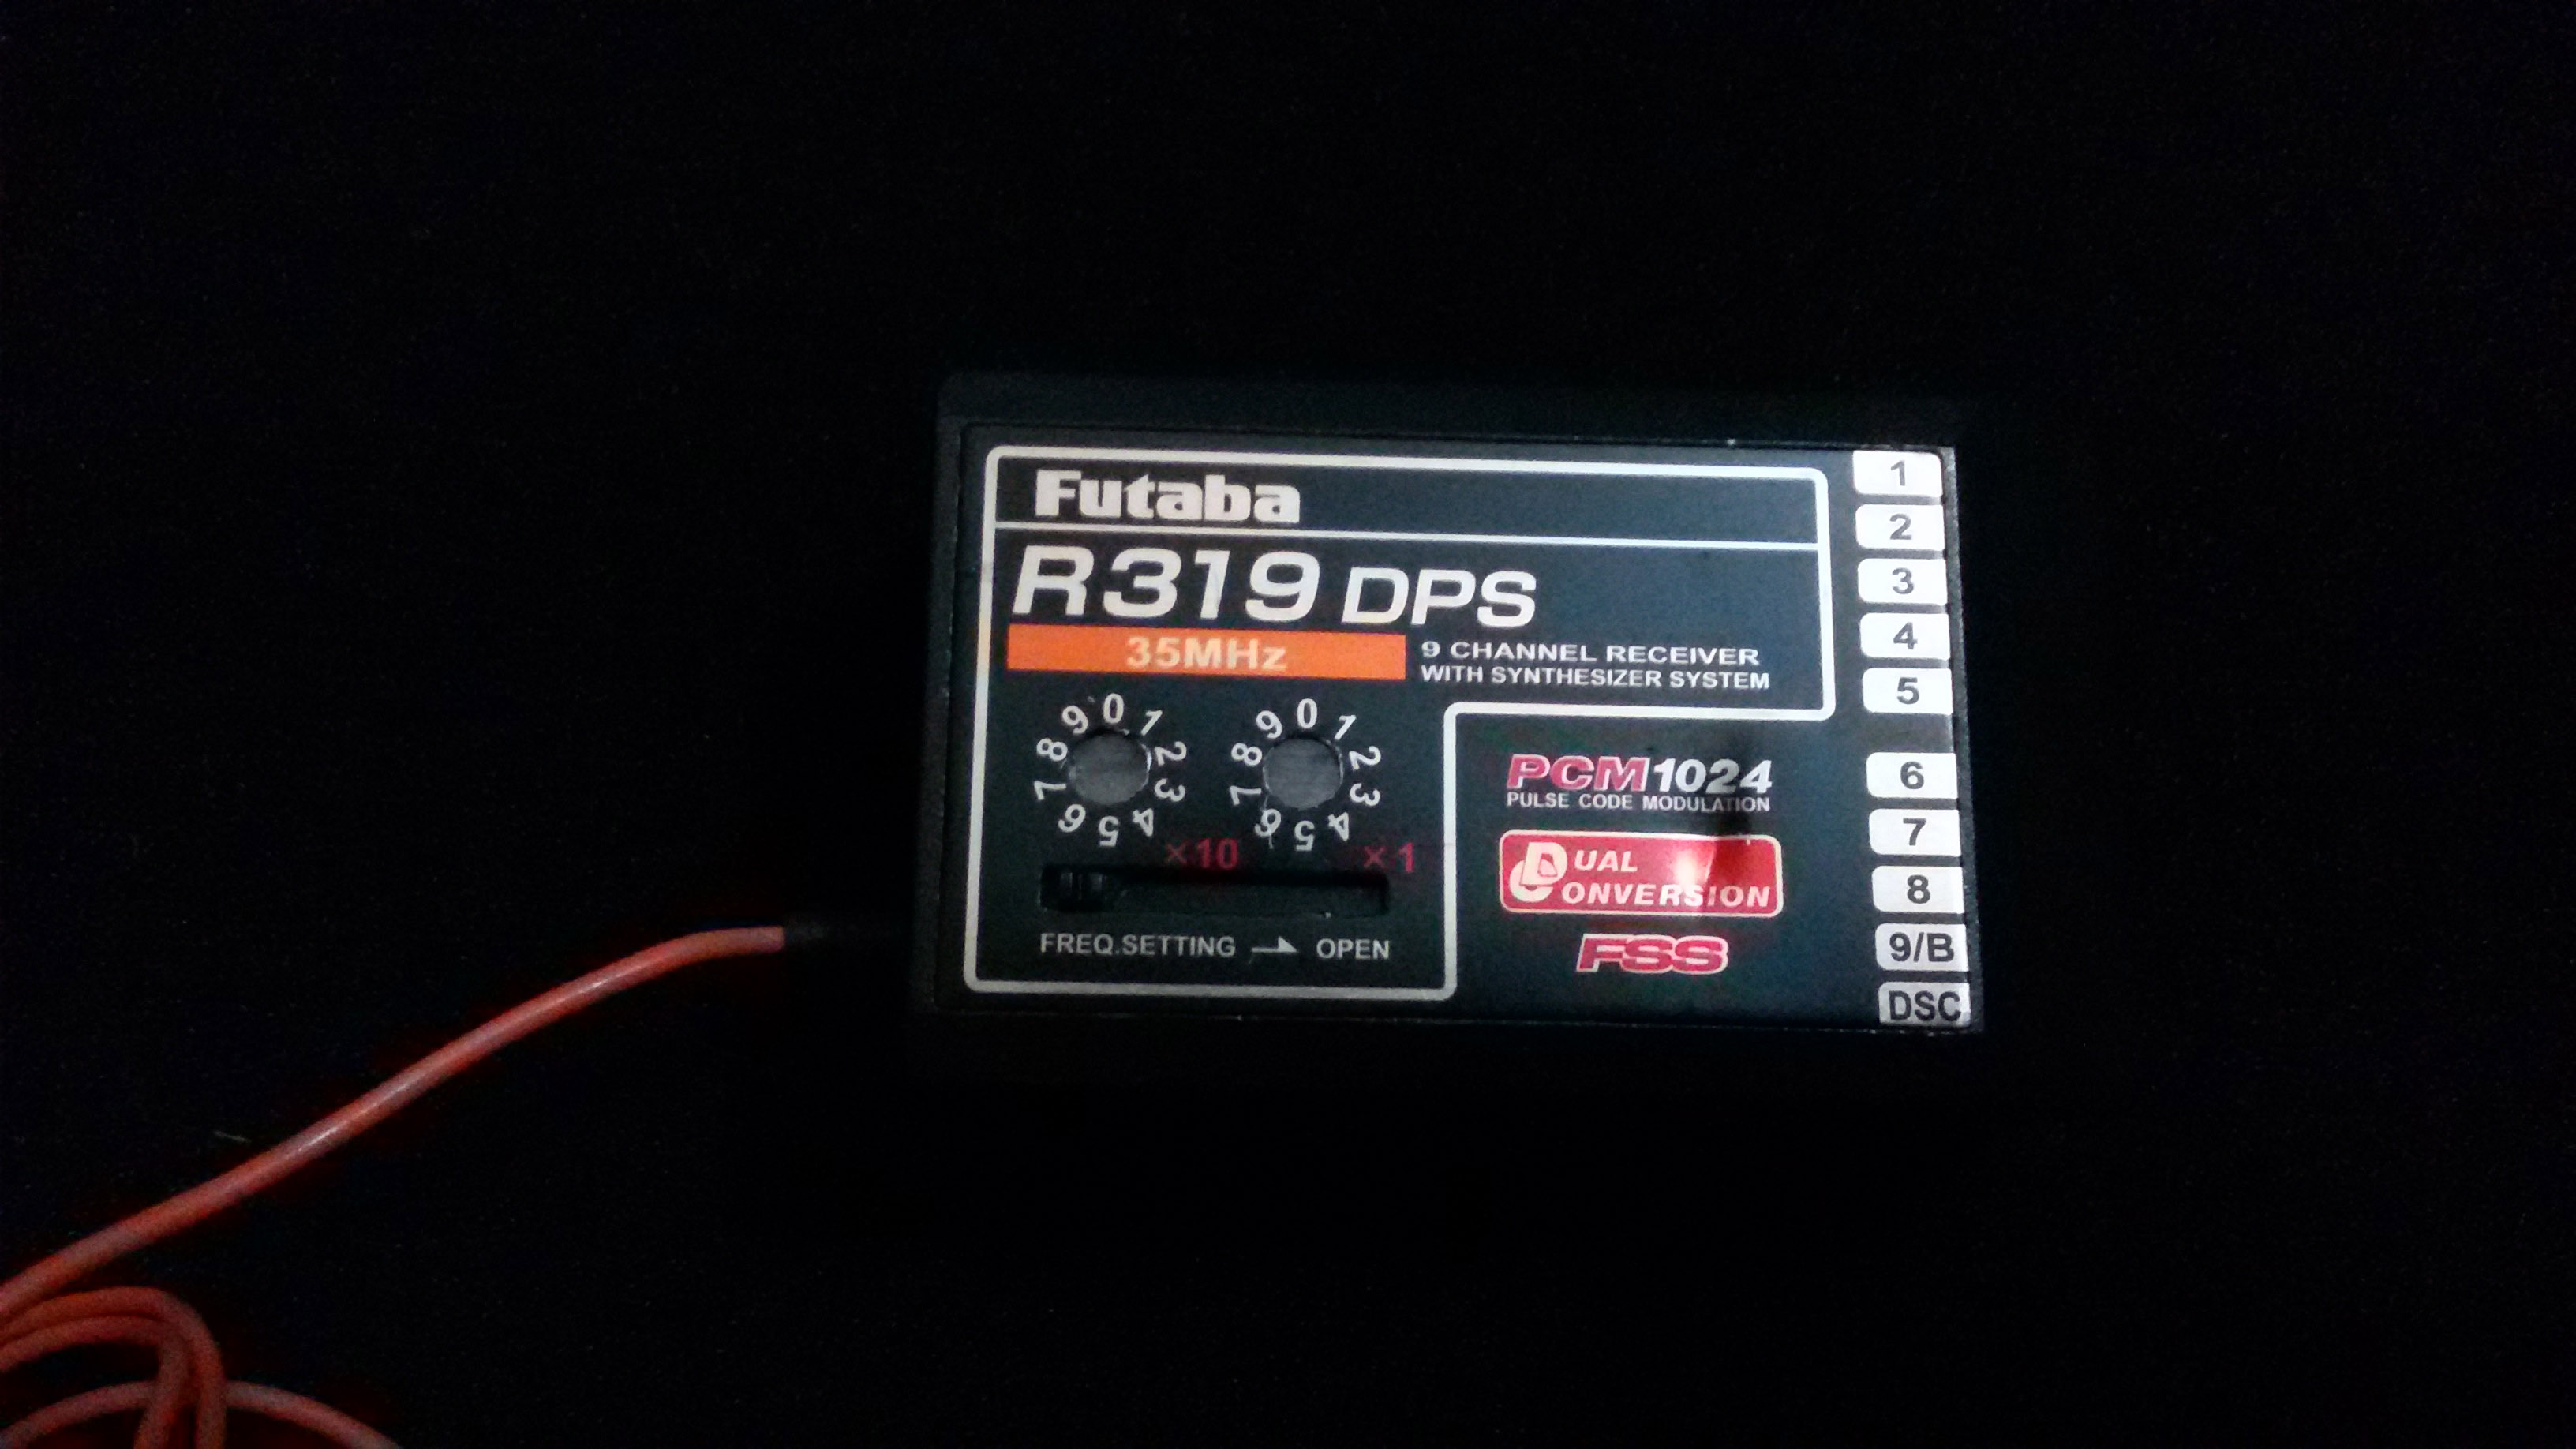 Futaba
R319 DPS
35MHz
9 CHANNEL RECEIVER
WITH SYNTHESIZER SYSTEM
0 1 2 3 4 5 6 7 8 9
×10
0 1 2 3 4 5 6 7 8 9
×1
FREQ.SETTING → OPEN
PCM1024
PULSE CODE MODULATION
DUAL
CONVERSION
FSS
1
2
3
4
5
6
7
8
9/B
DSC